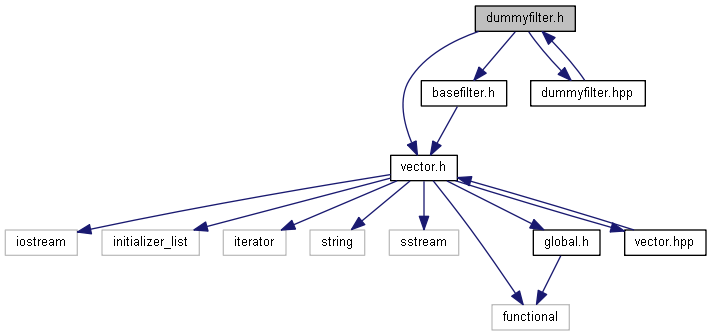 dummyfilter.h
basefilter.h
dummyfilter.hpp
vector.h
iostream
initializer_list
iterator
string
sstream
global.h
vector.hpp
functional